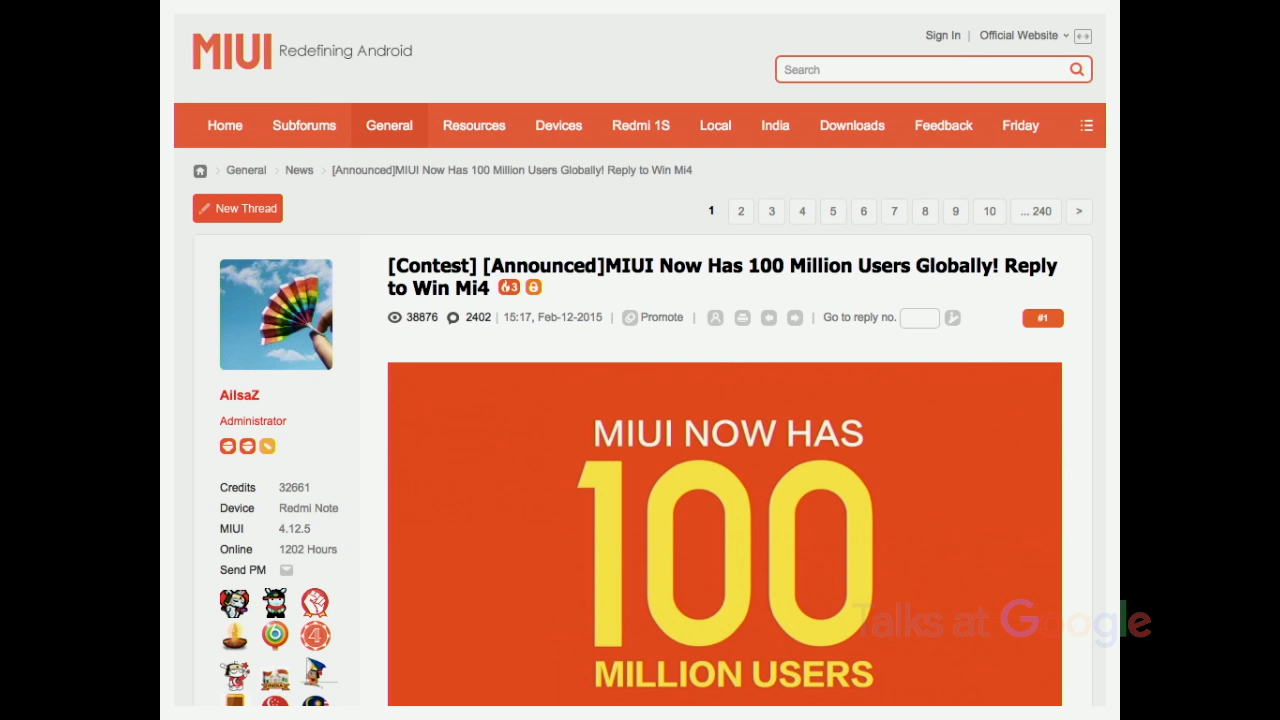 MIUI Redefining Android
Sign In | Official Website
Search
Home Subforums General Resources Devices Redmi 1S Local India Downloads Feedback Friday
General News [Announced]MIUI Now Has 100 Million Users Globally! Reply to Win Mi4
New Thread
1 2 3 4 5 6 7 8 9 10 ... 240 >
[Contest] [Announced]MIUI Now Has 100 Million Users Globally! Reply
to Win Mi4 3
38876 2402 | 15:17, Feb-12-2015 | Promote | | Go to reply no.
#1
AilsaZ
Administrator
Credits 32661
Device Redmi Note
MIUI 4.12.5
Online 1202 Hours
Send PM
6 4
INDIA
MIUI NOW HAS
100
MILLION USERS
Talks at Google